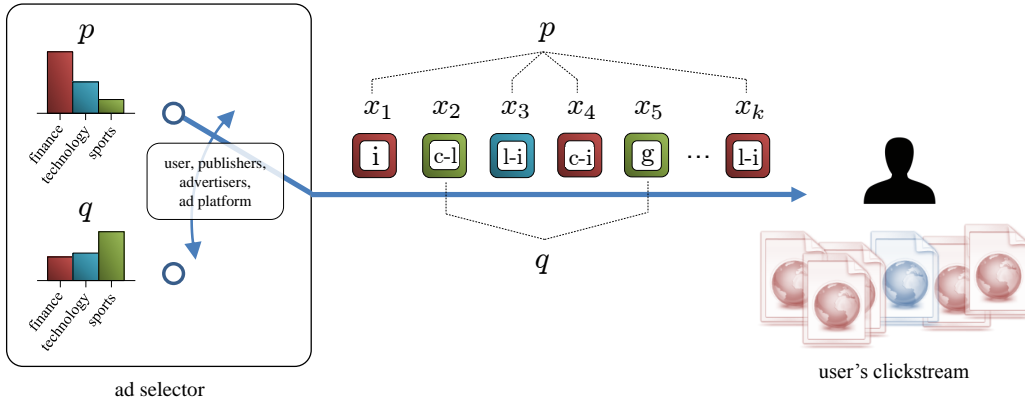 p
finance
technology
sports
user, publishers,
advertisers,
ad platform
q
finance
technology
sports
ad selector
p
x1 x2 x3 x4 x5 xk
i c-l l-i c-i g ... l-i
q
user's clickstream